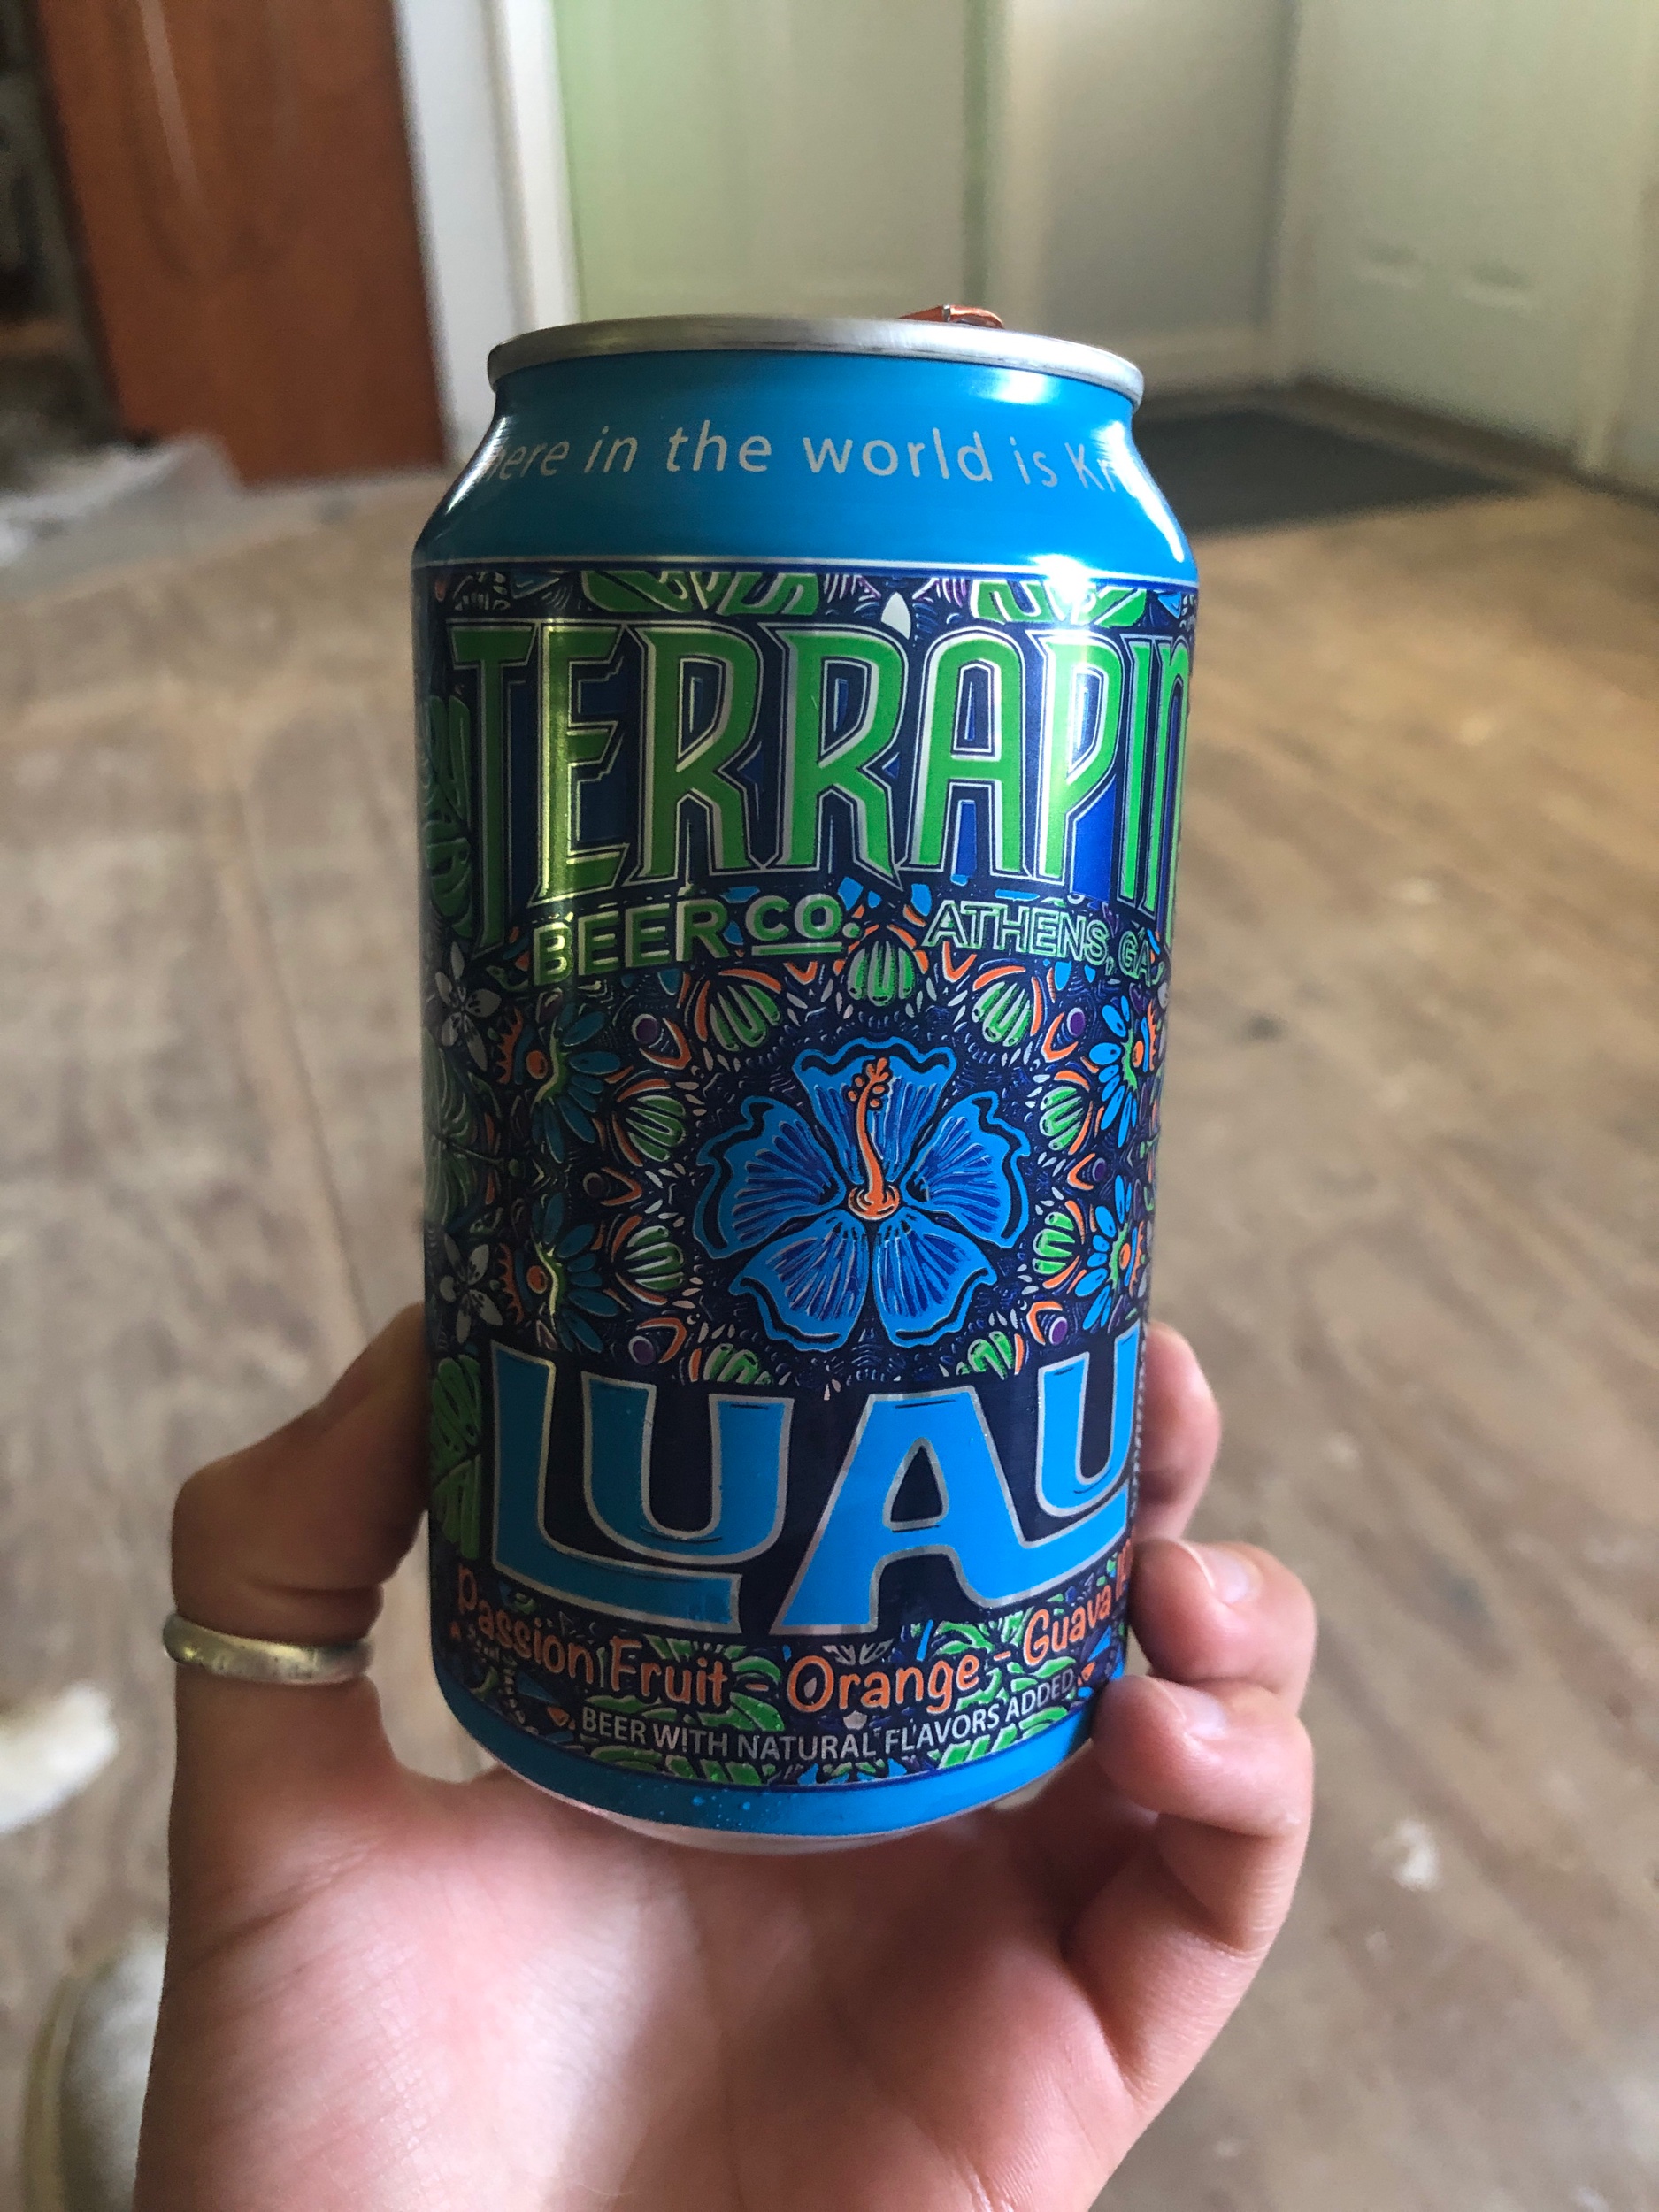 here in the world is Kr
TERRAPIN
BEER CO. ATHENS, GA
LUAU
Passion Fruit - Orange - Guava
BEER WITH NATURAL FLAVORS ADDED